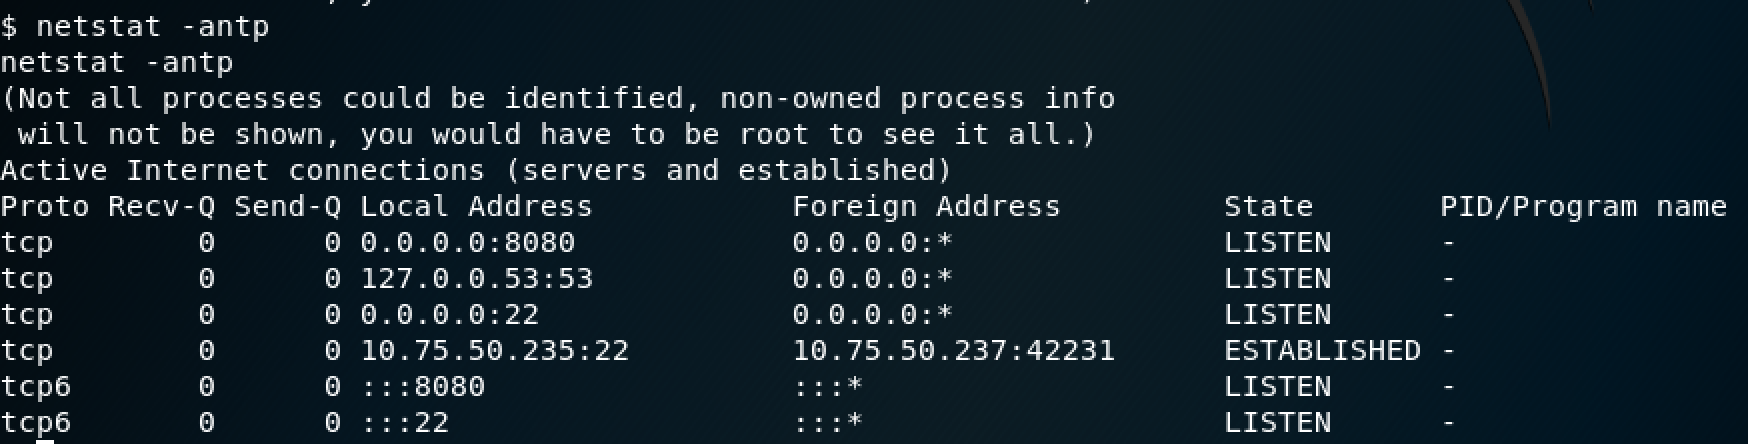 $ netstat -antp
netstat -antp
(Not all processes could be identified, non-owned process info
 will not be shown, you would have to be root to see it all.)
Active Internet connections (servers and established)
Proto Recv-Q Send-Q Local Address           Foreign Address         State       PID/Program name
tcp        0      0 0.0.0.0:8080            0.0.0.0:*               LISTEN      -
tcp        0      0 127.0.0.53:53           0.0.0.0:*               LISTEN      -
tcp        0      0 0.0.0.0:22              0.0.0.0:*               LISTEN      -
tcp        0      0 10.75.50.235:22         10.75.50.237:42231      ESTABLISHED -
tcp6       0      0 :::8080                 :::*                    LISTEN      -
tcp6       0      0 :::22                   :::*                    LISTEN      -